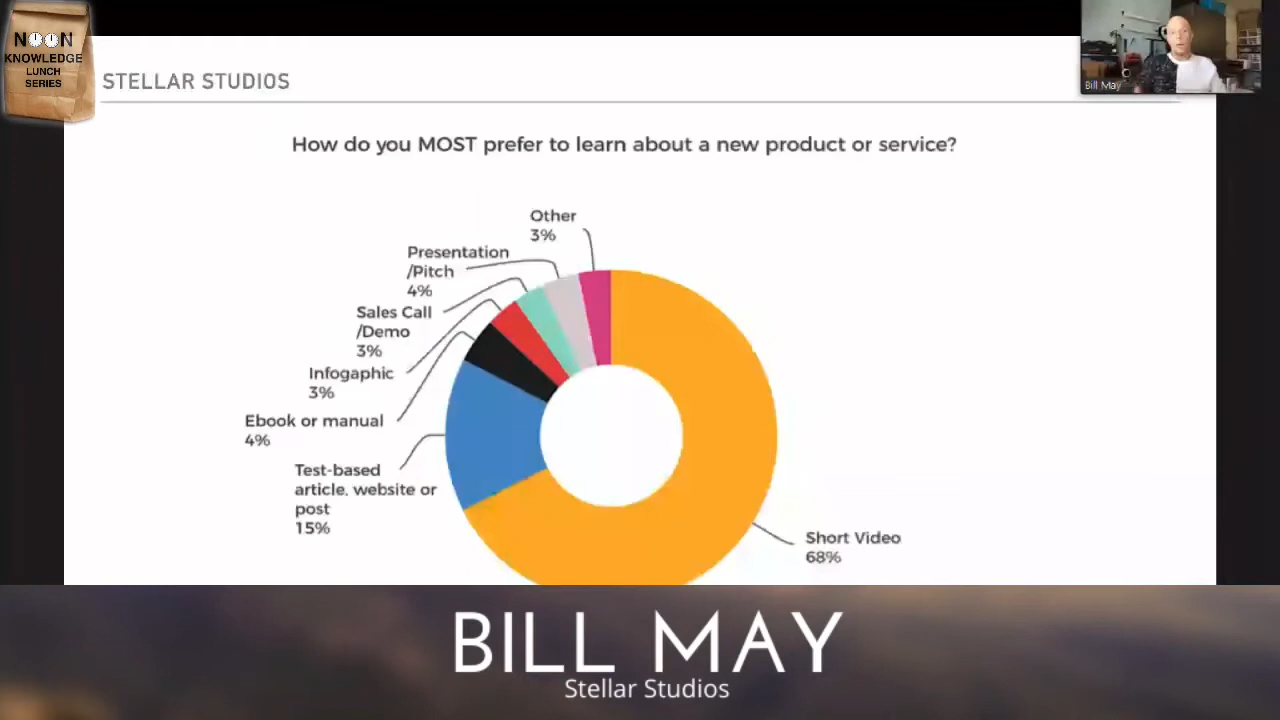 NOON
KNOWLEDGE
LUNCH
SERIES
STELLAR STUDIOS
Bill May
How do you MOST prefer to learn about a new product or service?
Other
3%
Presentation
/Pitch
4%
Sales Call
/Demo
3%
Infogaphic
3%
Ebook or manual
4%
Test-based
article, website or
post
15%
Short Video
68%
BILL MAY
Stellar Studios